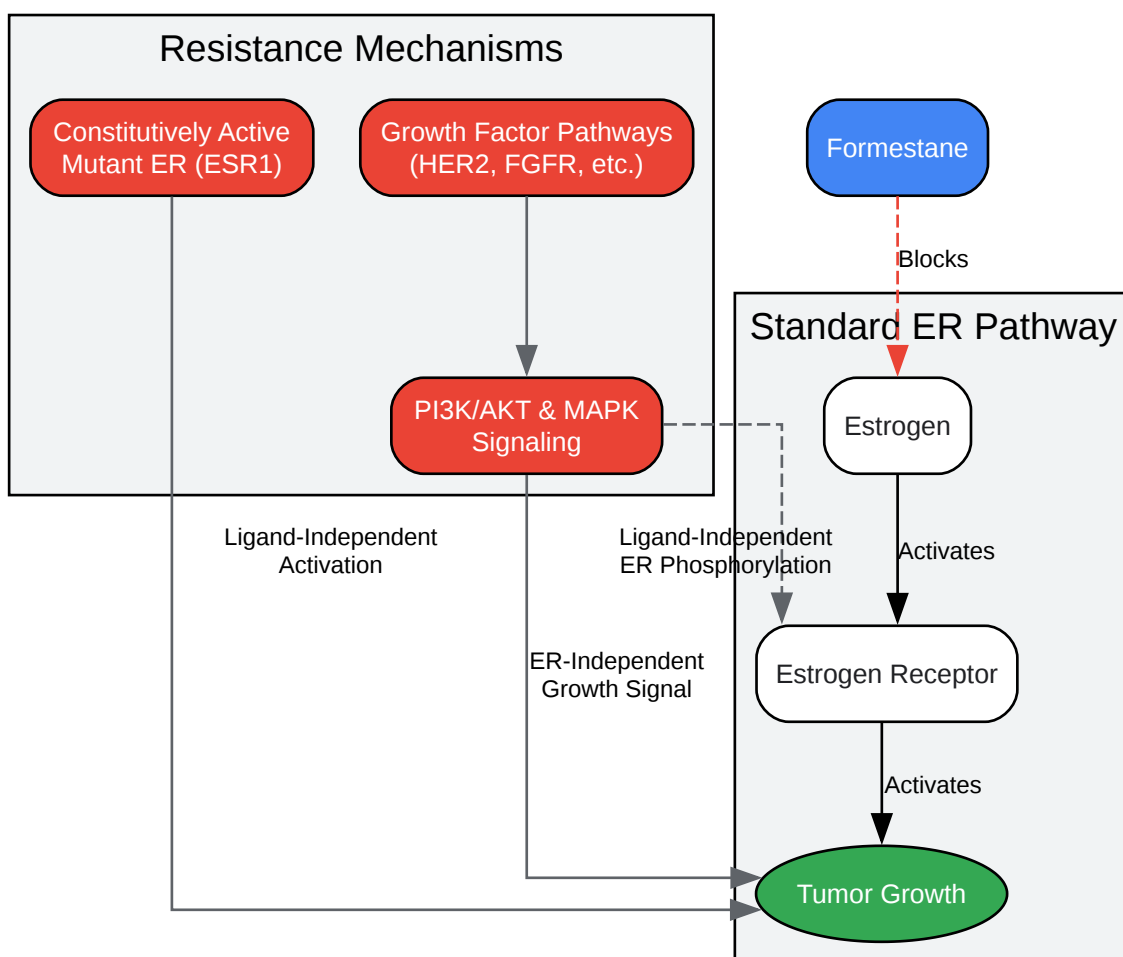 Resistance Mechanisms
Constitutively Active
Mutant ER (ESR1)
Growth Factor Pathways
(HER2, FGFR, etc.)
Formestane
Blocks
Standard ER Pathway
PI3K/AKT & MAPK
Signaling
Estrogen
Ligand-Independent
Activation
Ligand-Independent
ER Phosphorylation
Activates
ER-Independent
Growth Signal
Estrogen Receptor
Activates
Tumor Growth